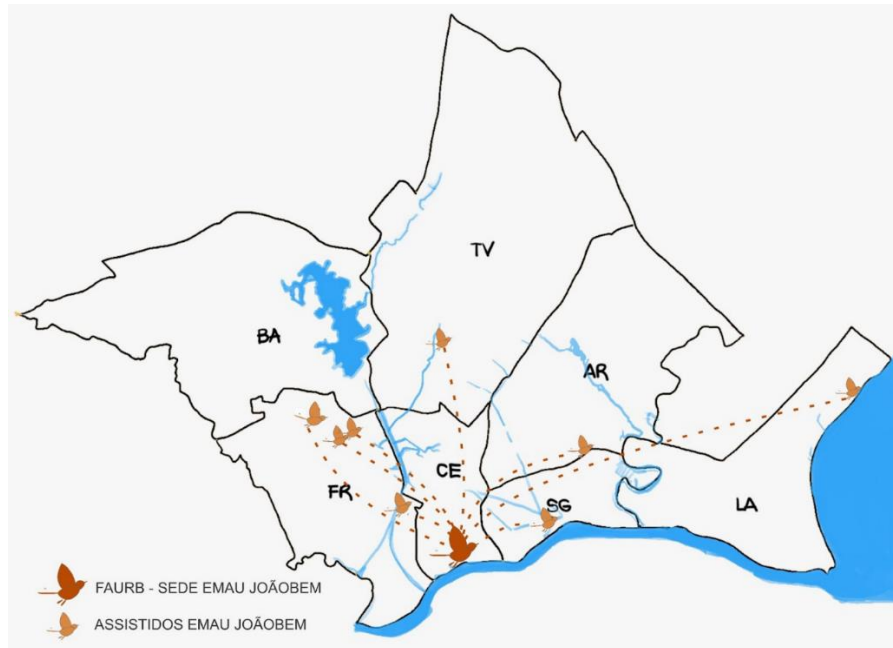 TV
BA
AR
CE
FR
SG
LA
FAURB - SEDE EMAU JOÃOBEM
ASSISTIDOS EMAU JOÃOBEM